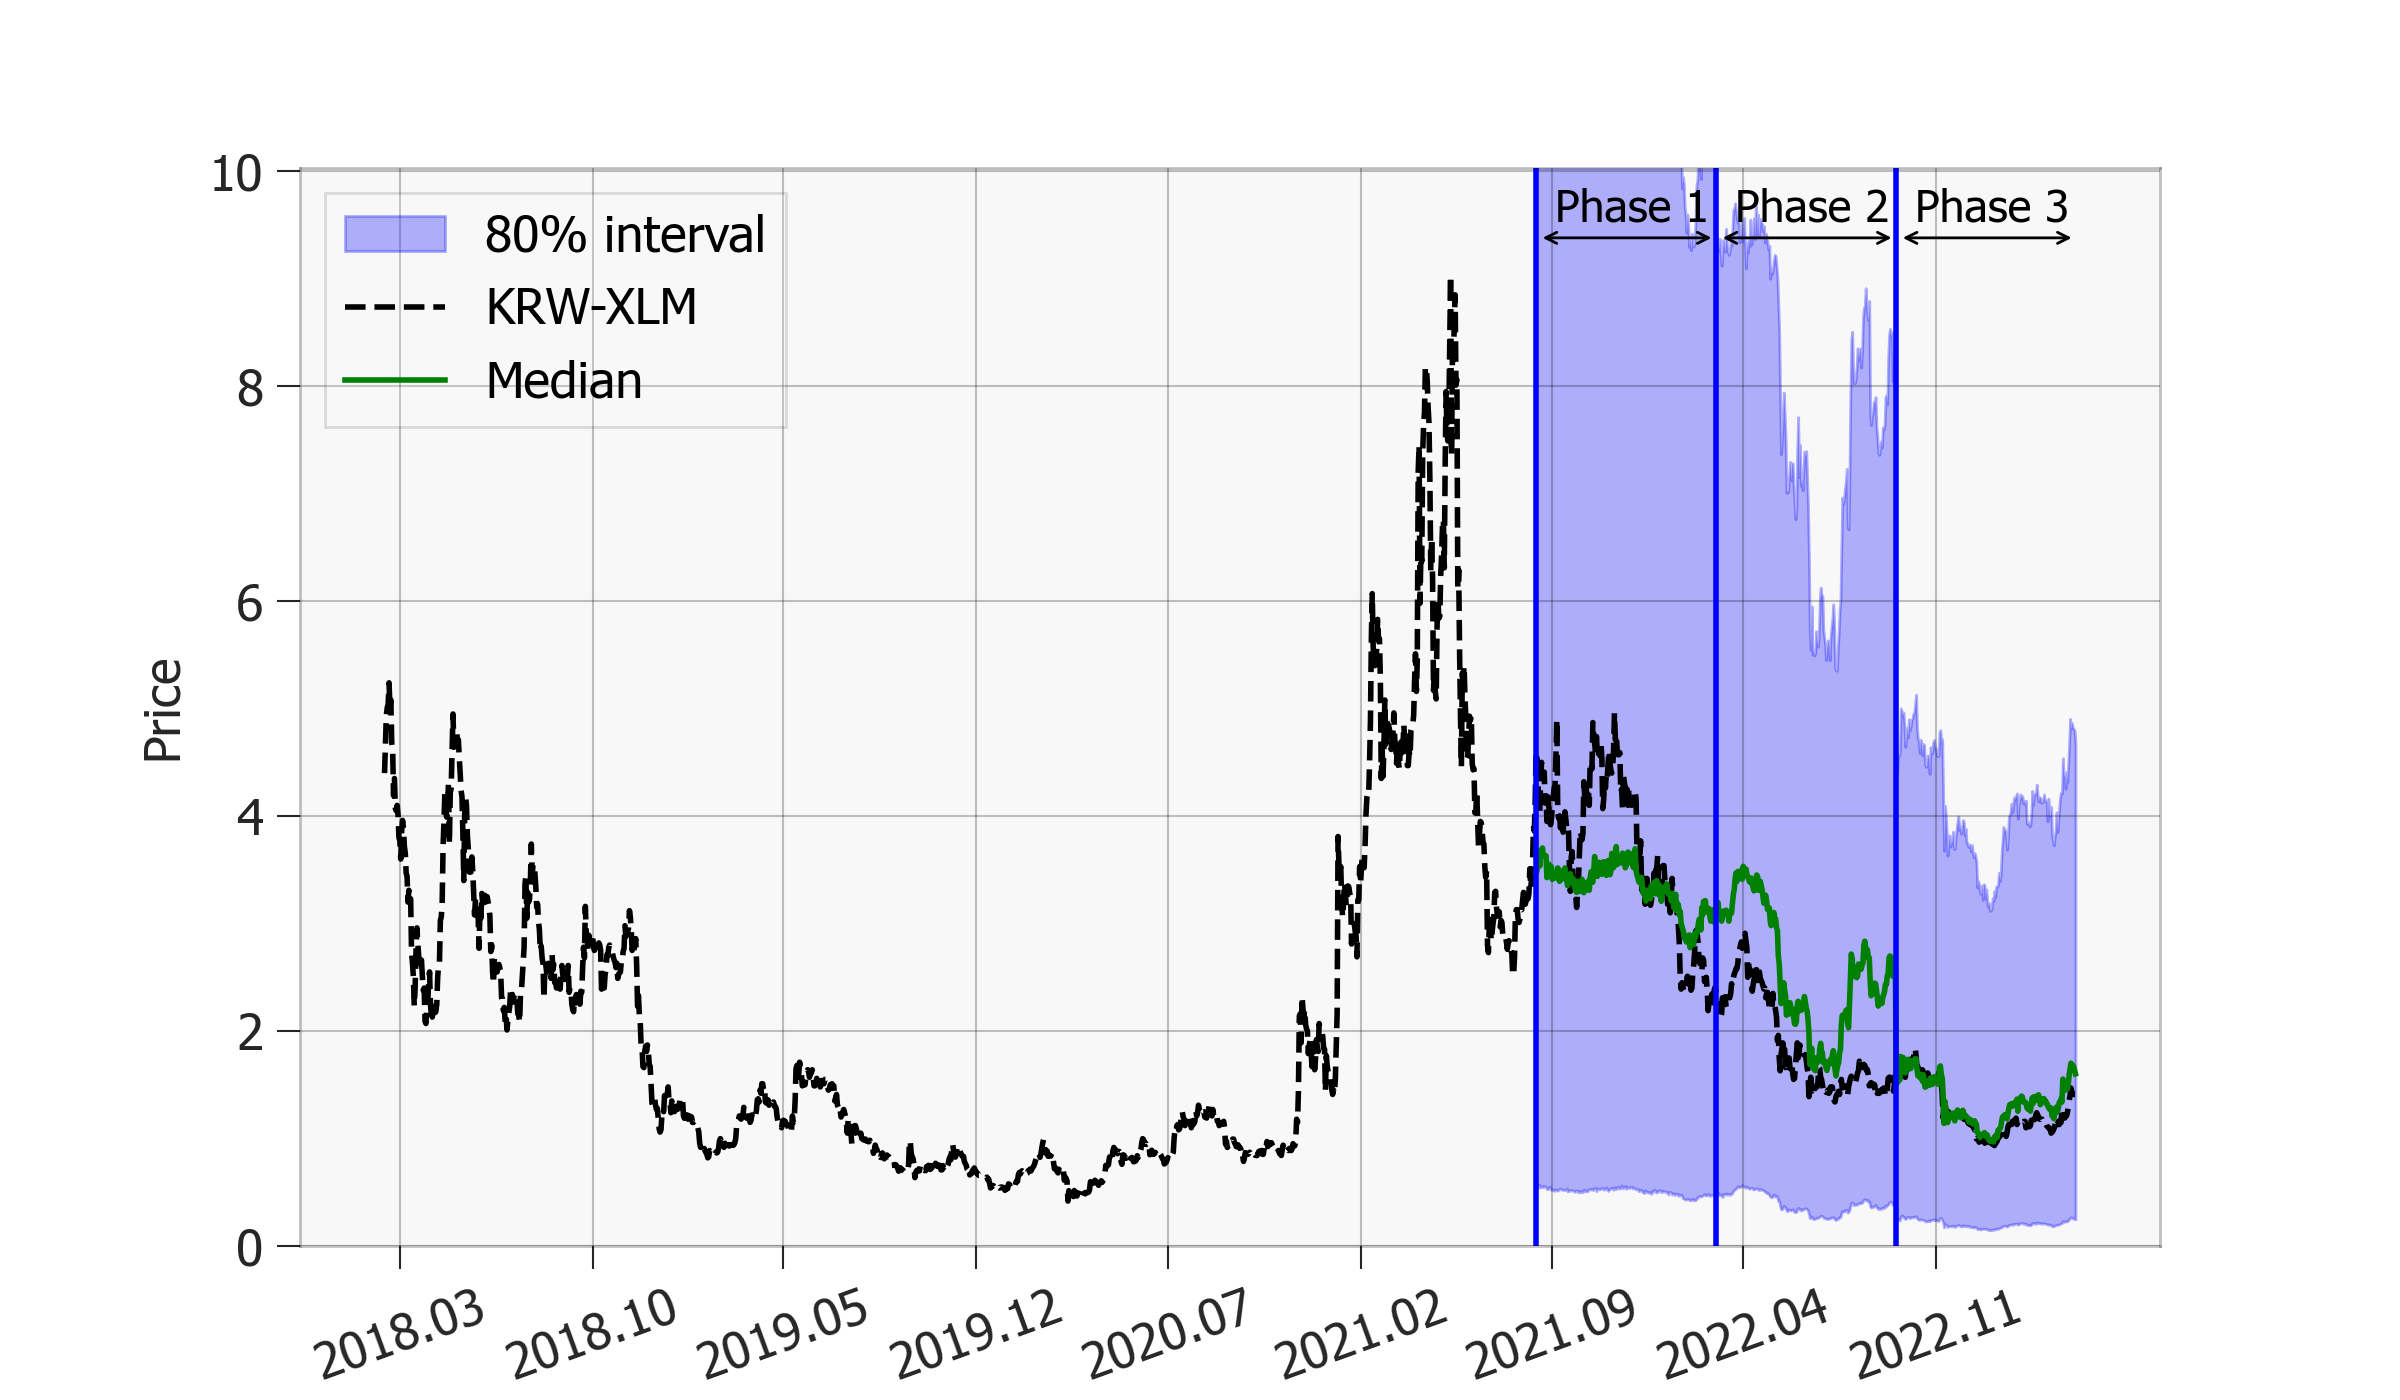 10
8
6
4
2
0
Price
80% interval
KRW-XLM
Median
Phase 1
Phase 2
Phase 3
2018.03
2018.10
2019.05
2019.12
2020.07
2021.02
2021.09
2022.04
2022.11